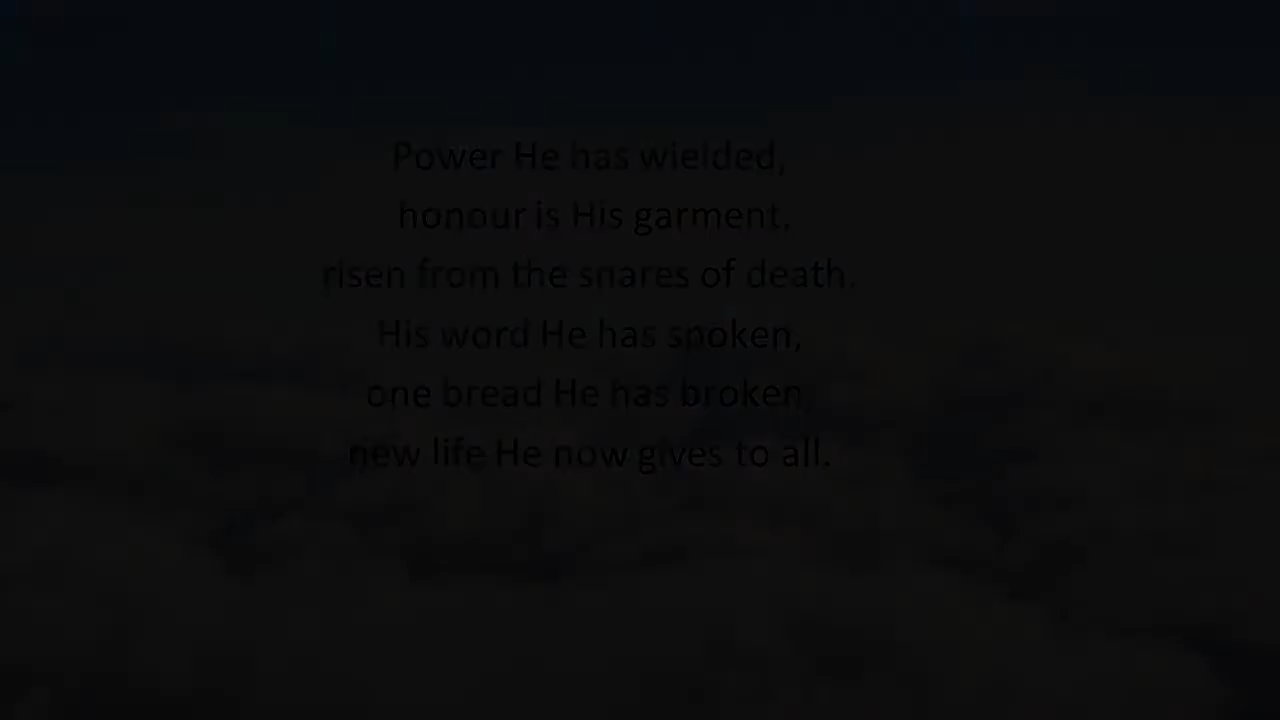 Power He has wielded,
honour is His garment,
risen from the snares of death.
His word He has spoken,
one bread He has broken,
new life He now gives to all.